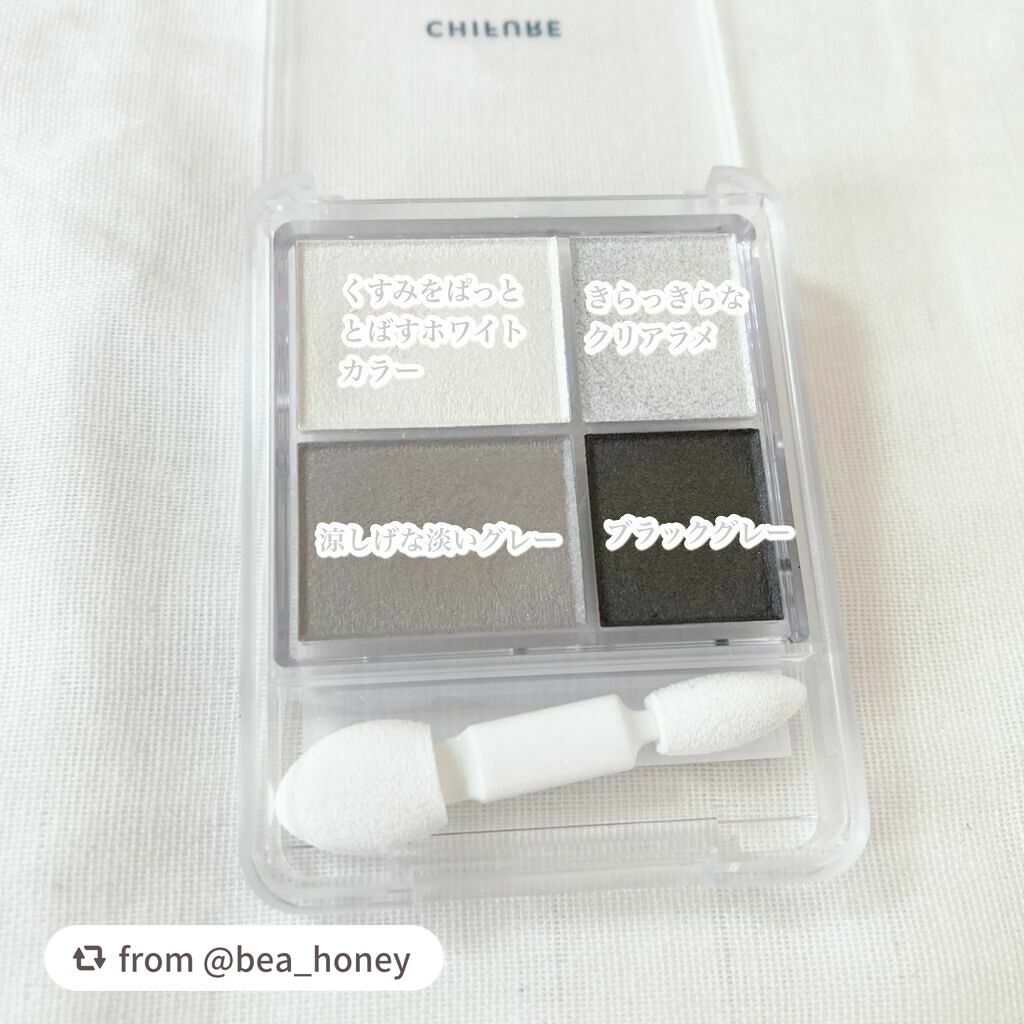 CHIFURE
くすみをぱっと
とばすホワイト
カラー
きらっきらな
クリアラメ
涼しげな淡いグレー
ブラックグレー
from @bea_honey